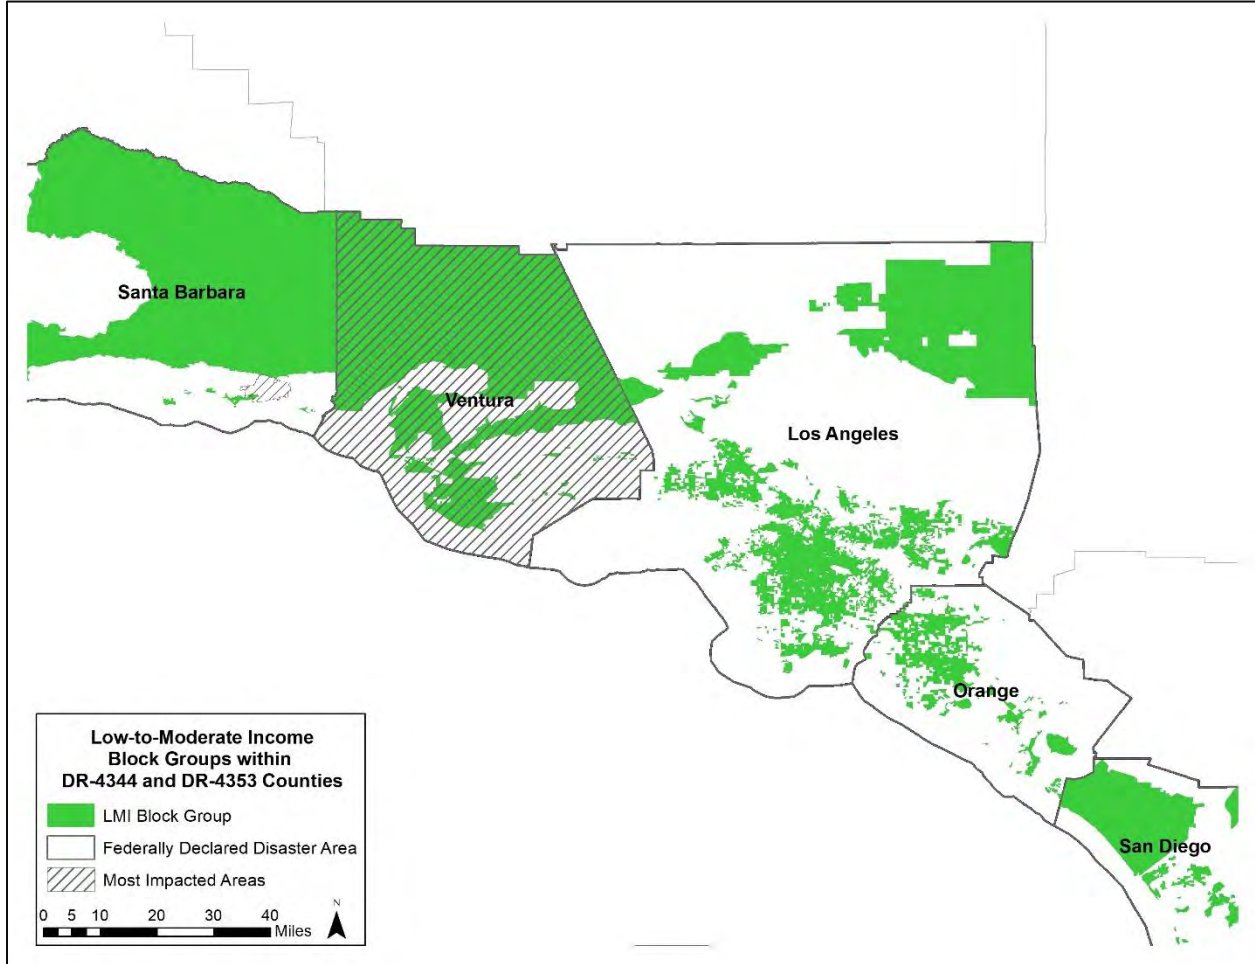 Santa Barbara
Ventura
Los Angeles
Orange
San Diego
Low-to-Moderate Income
Block Groups within
DR-4344 and DR-4353 Counties
LMI Block Group
Federally Declared Disaster Area
Most Impacted Areas
N
0 5 10 20 30 40
Miles